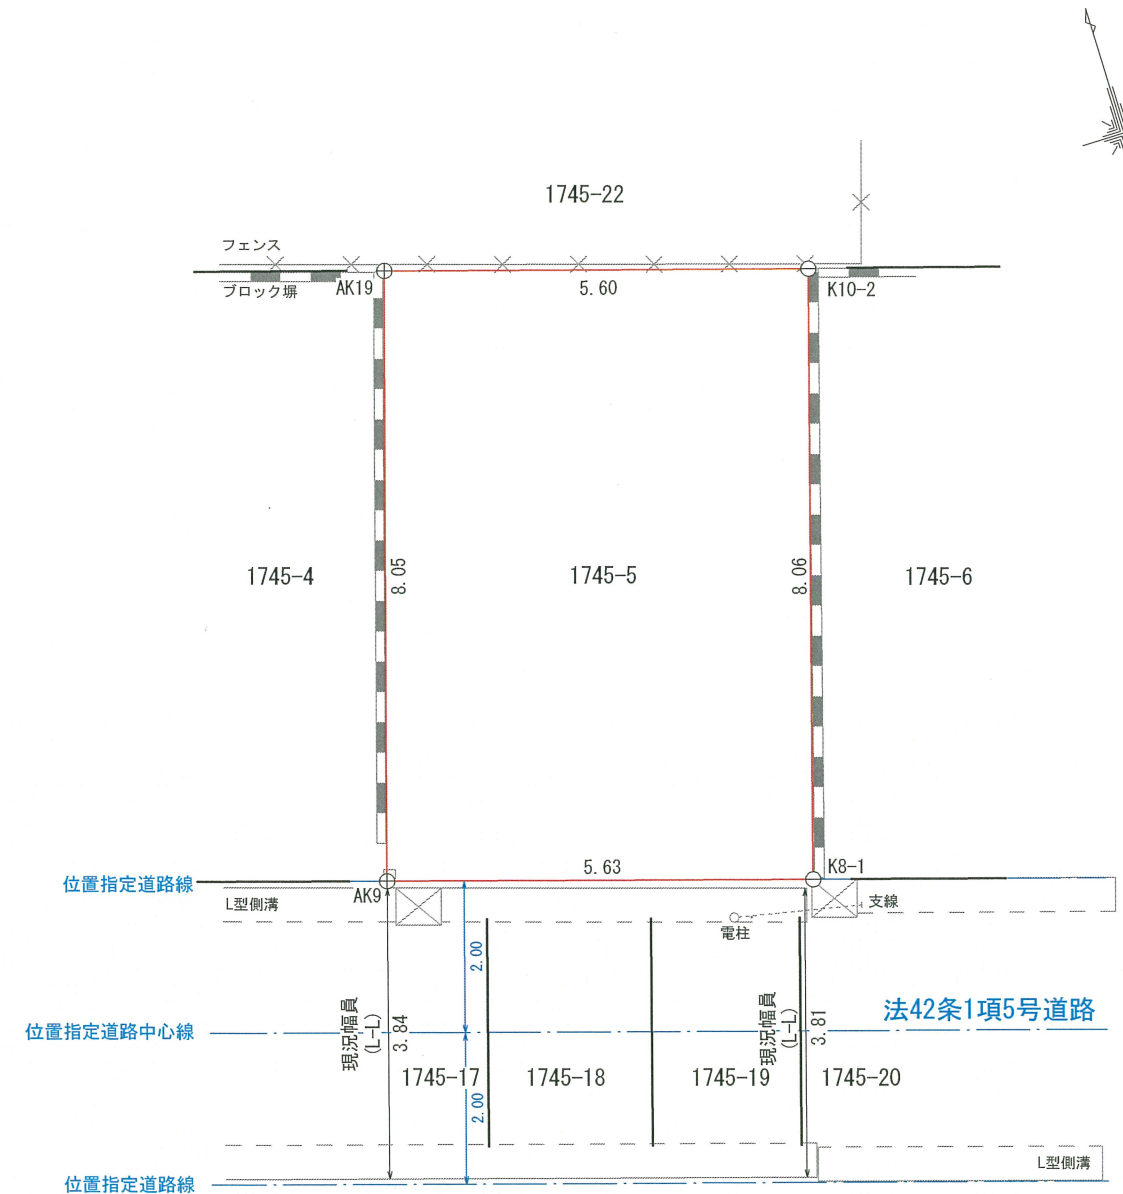 1745-22
フェンス
ブロック塀
AK19
5.60
K10-2
1745-4
8.05
1745-5
8.06
1745-6
位置指定道路線
AK9
5.63
K8-1
L型側溝
支線
電柱
2.00
現況幅員
(L-L)
3.84
現況幅員
(L-L)
3.81
法42条1項5号道路
位置指定道路中心線
1745-17
1745-18
1745-19
1745-20
2.00
L型側溝
位置指定道路線